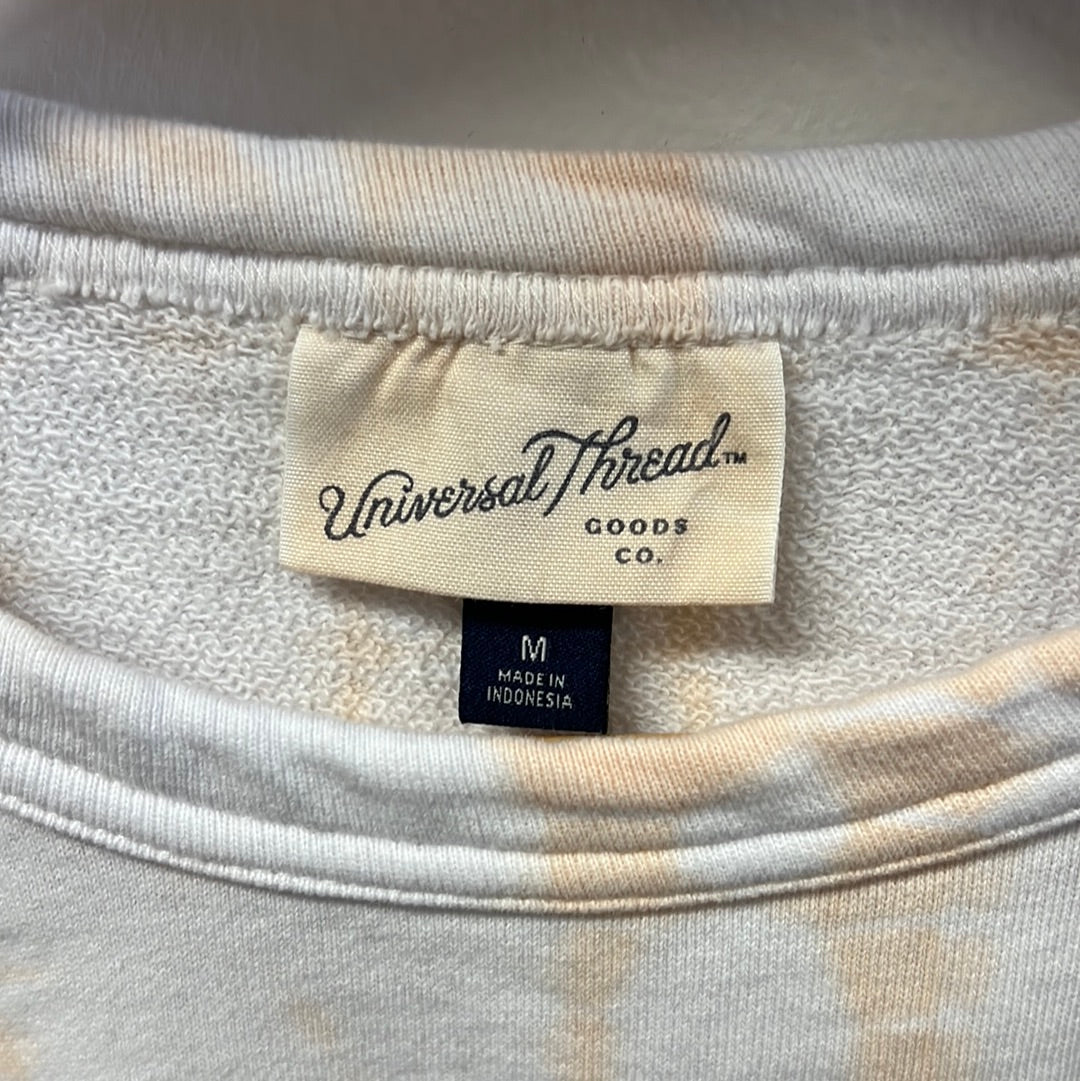 Universal Thread™
GOODS
CO.
M
MADE IN
INDONESIA